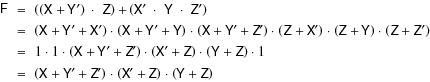 F = ((X + Y′) · Z) + (X′ · Y · Z′)
= (X + Y′ + X′) · (X + Y′ + Y) · (X + Y′ + Z′) · (Z + X′) · (Z + Y) · (Z + Z′)
= 1 · 1 · (X + Y′ + Z′) · (X′ + Z) · (Y + Z) · 1
= (X + Y′ + Z′) · (X′ + Z) · (Y + Z)